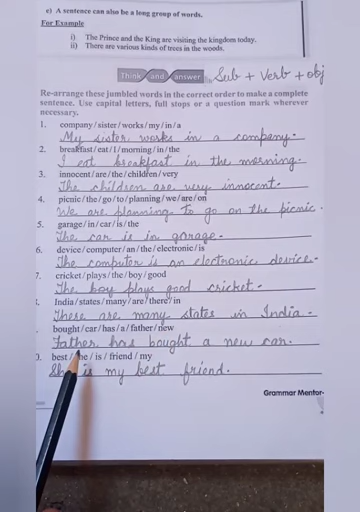 c) A sentence can also be a long group of words.
For Example
i) The Prince and the King are visiting the kingdom today.
ii) There are various kinds of trees in the woods.
Think and answer Sub + Verb + obj
Re-arrange these jumbled words in the correct order to make a complete
sentence. Use capital letters, full stops or a question mark wherever
necessary.
1. company/sister/works/my/in/a
My sister works in a company.
2. breakfast/eat/I/morning/in/the
I eat breakfast in the morning.
3. innocent/are/the/children/very
The children are very innocent.
4. picnic/the/go/to/planning/we/are/on
We are planning to go on the picnic.
5. garage/in/car/is/the
The car is in garage.
6. device/computer/an/the/electronic/is
The computer is an electronic device.
7. cricket/plays/the/boy/good
The boy plays good cricket.
India/states/many/are/there/in
There are many states in India.
bought/car/has/a/father/new
Father has bought a new car.
best/ /is/friend/my
is my best friend.
Grammar Mentor-